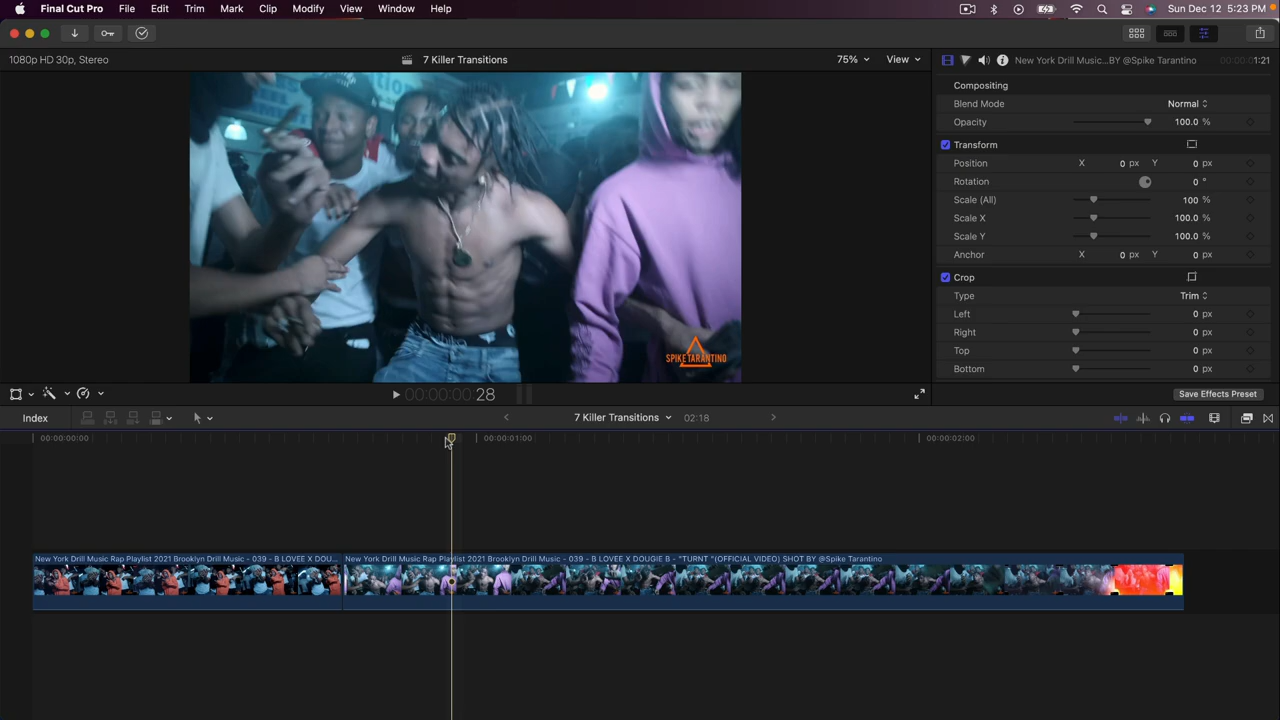 Final Cut Pro File Edit Trim Mark Clip Modify View Window Help Sun Dec 12 5:23 PM
1080p HD 30p, Stereo 7 Killer Transitions 75% View New York Drill Music...BY @Spike Tarantino 00:00:0 1:21
Compositing
Blend Mode Normal
Opacity 100.0 %
Transform
Position X 0 px Y 0 px
Rotation 0 °
Scale (All) 100 %
Scale X 100.0 %
Scale Y 100.0 %
Anchor X 0 px Y 0 px
Crop
Type Trim
Left 0 px
Right 0 px
Top 0 px
Bottom 0 px
SPIKE TARANTINO
00:00:00:28 Save Effects Preset
Index 7 Killer Transitions 02:18
00:00:00:00 00:00:01:00 00:00:02:00
New York Drill Music Rap Playlist 2021 Brooklyn Drill Music - 039 - B LOVEE X DOU... New York Drill Music Rap Playlist 2021 Brooklyn Drill Music - 039 - B LOVEE X DOUGIE B - "TURNT "(OFFICIAL VIDEO) SHOT BY @Spike Tarantino